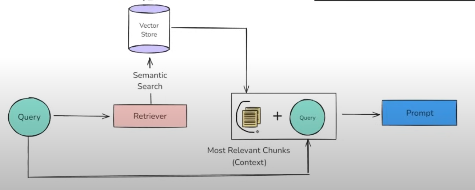 Vector
Store
Semantic
Search
Query
Retriever
+
Query
Prompt
Most Relevant Chunks
(Context)